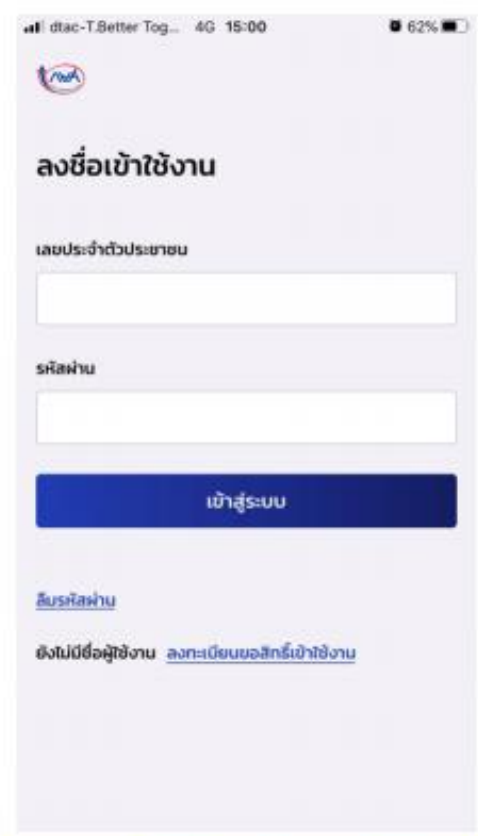 dtac-T.Better Tog... 4G 15:00 62%
ลงชื่อเข้าใช้งาน
เลขประจำตัวประชาชน
รหัสผ่าน
เข้าสู่ระบบ
ลืมรหัสผ่าน
ยังไม่มีชื่อผู้ใช้งาน ลงทะเบียนขอสิทธิ์เข้าใช้งาน